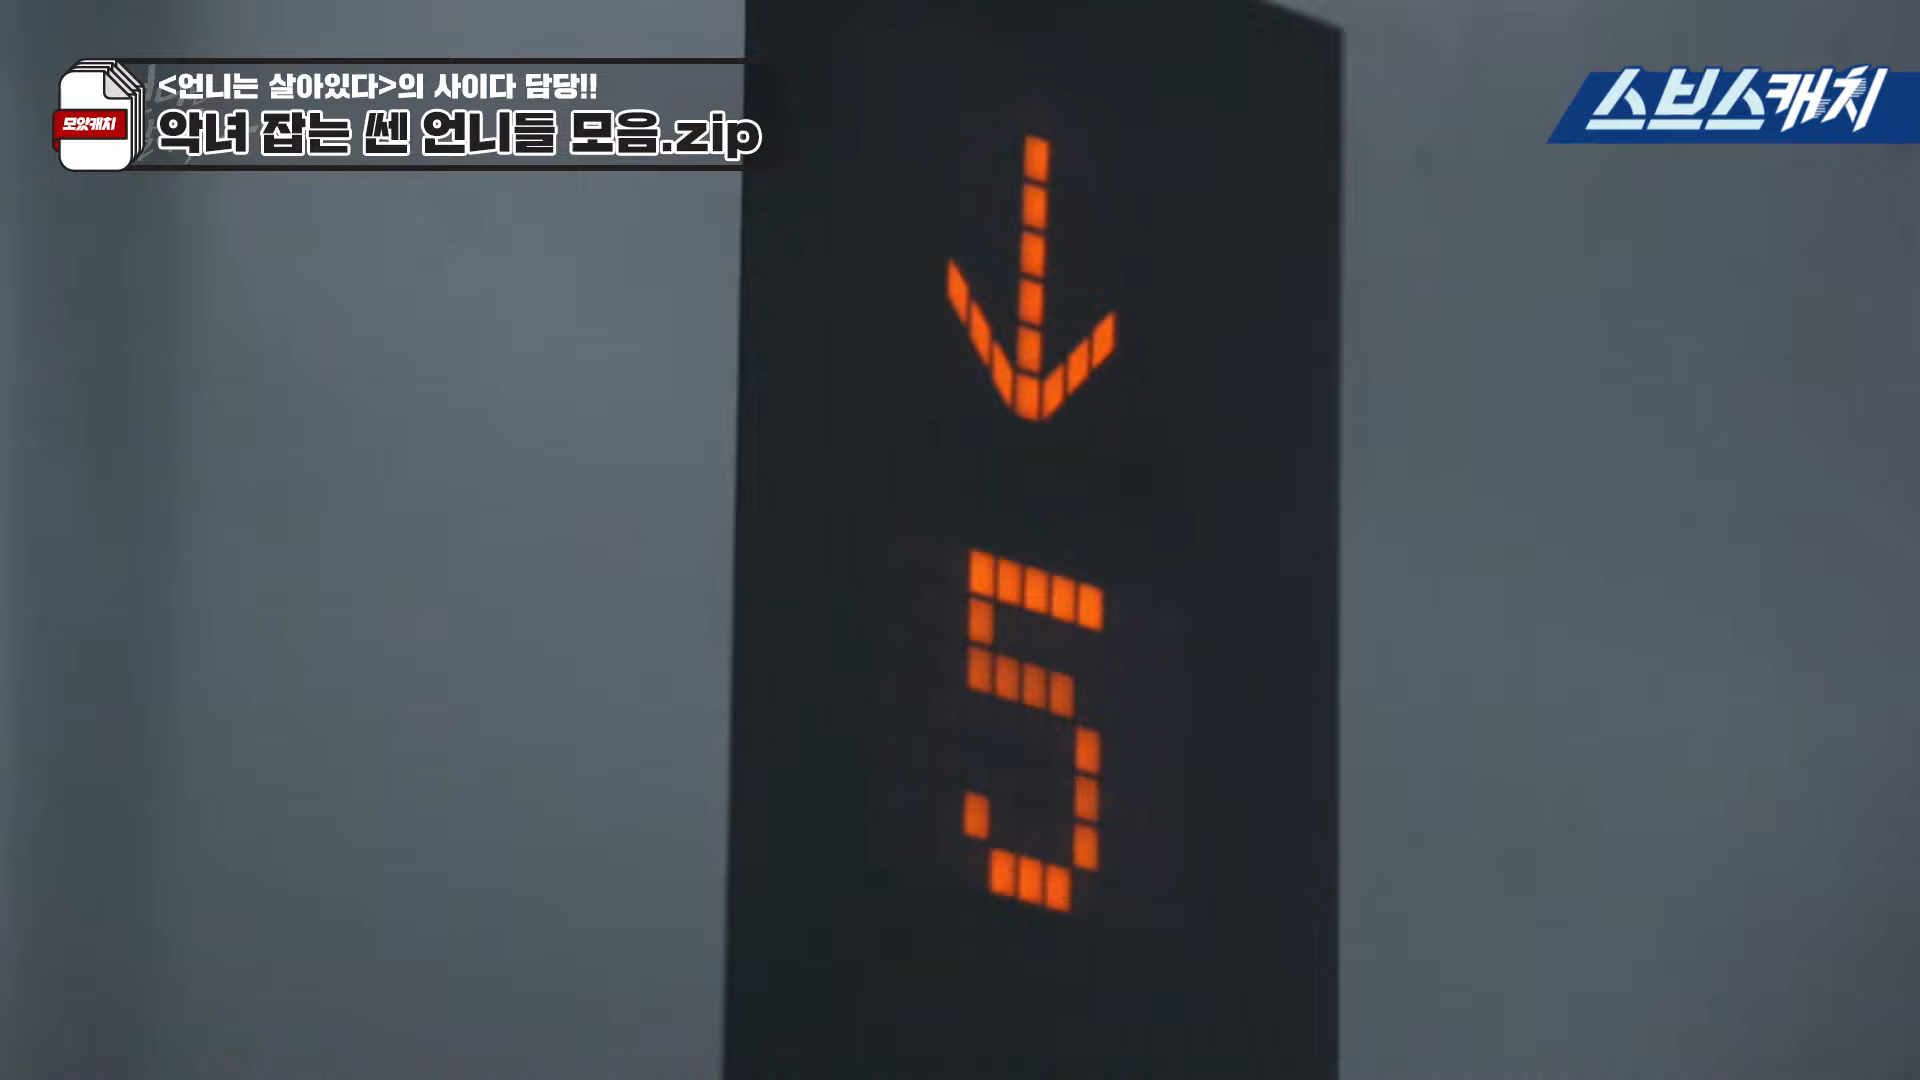 <언니는 살아있다>의 사이다 담당!!
모았캐치
악녀 잡는 쎈 언니들 모음.zip
스브스캐치
5